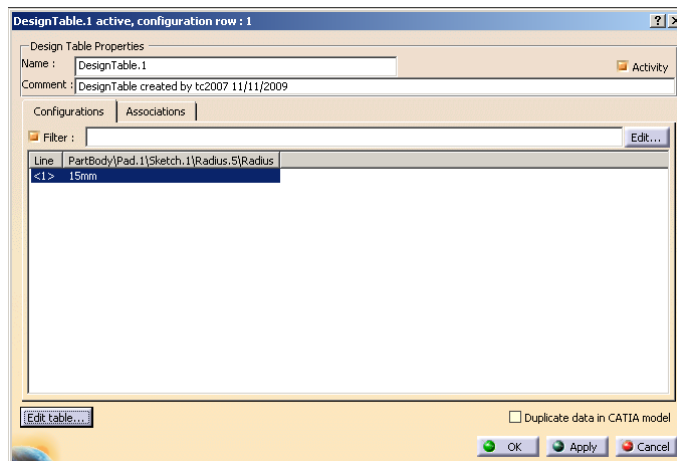 DesignTable.1 active, configuration row : 1
Design Table Properties
Name : DesignTable.1 Activity
Comment : DesignTable created by tc2007 11/11/2009
Configurations Associations
Filter : Edit...
Line PartBody\Pad.1\Sketch.1\Radius.5\Radius
<1> 15mm
Edit table... Duplicate data in CATIA model
OK Apply Cancel